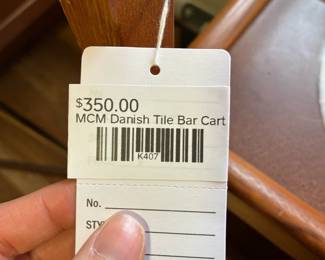 $350.00
MCM Danish Tile Bar Cart
K407
No.
STY